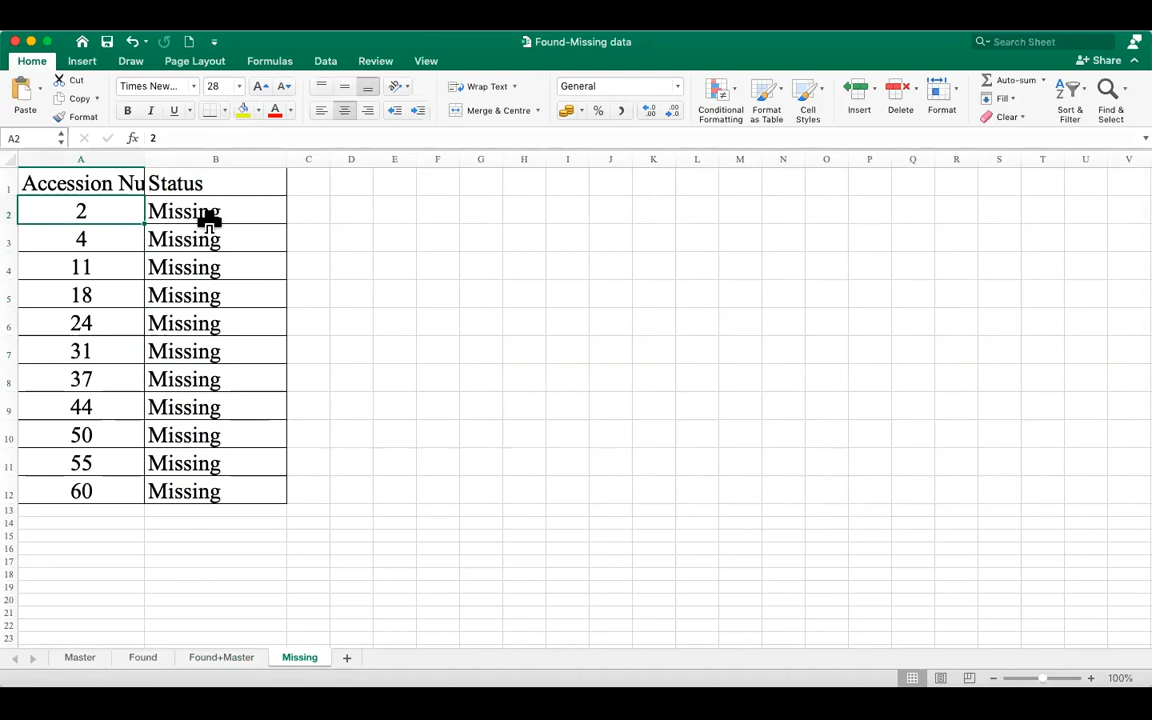 Found-Missing data
Search Sheet
Home Insert Draw Page Layout Formulas Data Review View
Share
Paste
Cut
Copy
Format
Times New...
28
A A
B I U
A
Wrap Text
Merge & Centre
General
%
Conditional Formatting
Format as Table
Cell Styles
Insert
Delete
Format
Auto-sum
Fill
Clear
Sort & Filter
Find & Select
A2
fx
2
A B C D E F G H I J K L M N O P Q R S T U V
1 Accession Nu Status
2 2 Missing
3 4 Missing
4 11 Missing
5 18 Missing
6 24 Missing
7 31 Missing
8 37 Missing
9 44 Missing
10 50 Missing
11 55 Missing
12 60 Missing
13
14
15
16
17
18
19
20
21
22
23
Master Found Found+Master Missing
100%